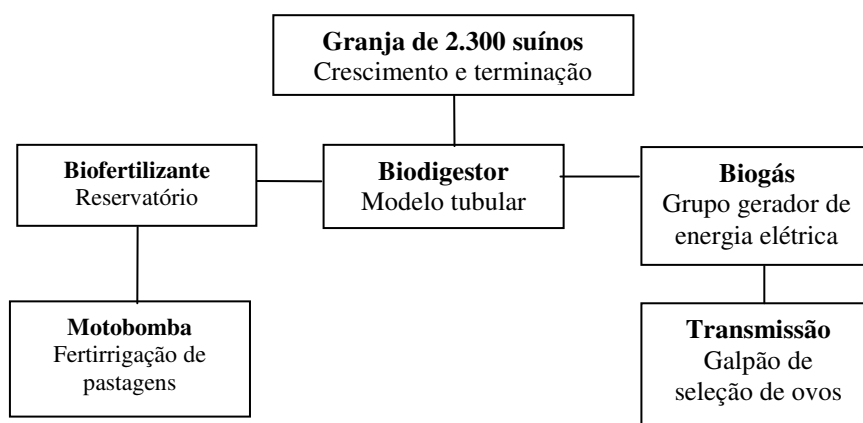 Granja de 2.300 suínos
Crescimento e terminação
Biofertilizante
Reservatório
Biodigestor
Modelo tubular
Biogás
Grupo gerador de
energia elétrica
Motobomba
Fertirrigação de
pastagens
Transmissão
Galpão de
seleção de ovos